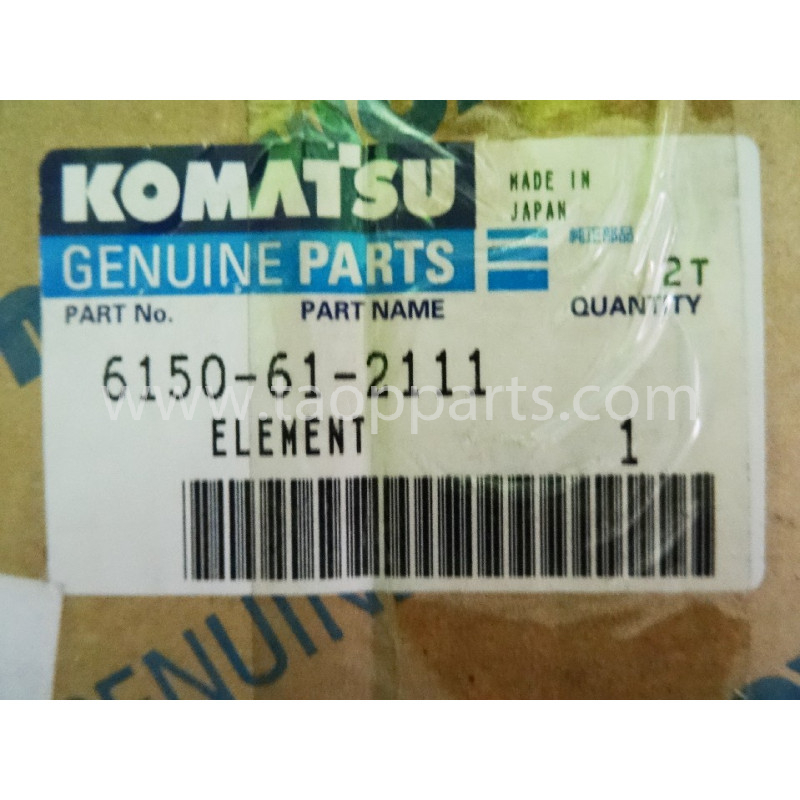 KOMATSU
MADE IN
JAPAN
GENUINE PARTS
2T
PART No. PART NAME QUANTITY
6150-61-2111
www.taopparts.com
ELEMENT 1
GENUIN